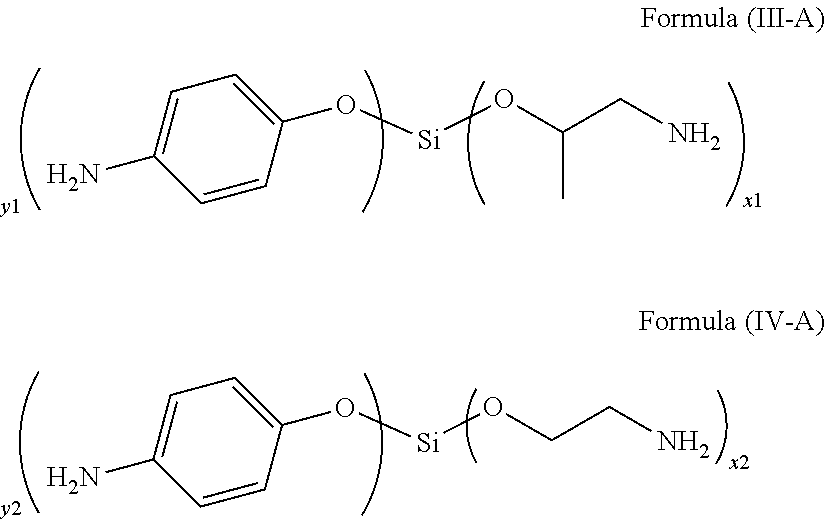 Formula (III-A)
y1 ( H₂N O ) Si ( O NH₂ ) x1
Formula (IV-A)
y2 ( H₂N O ) Si ( O NH₂ ) x2